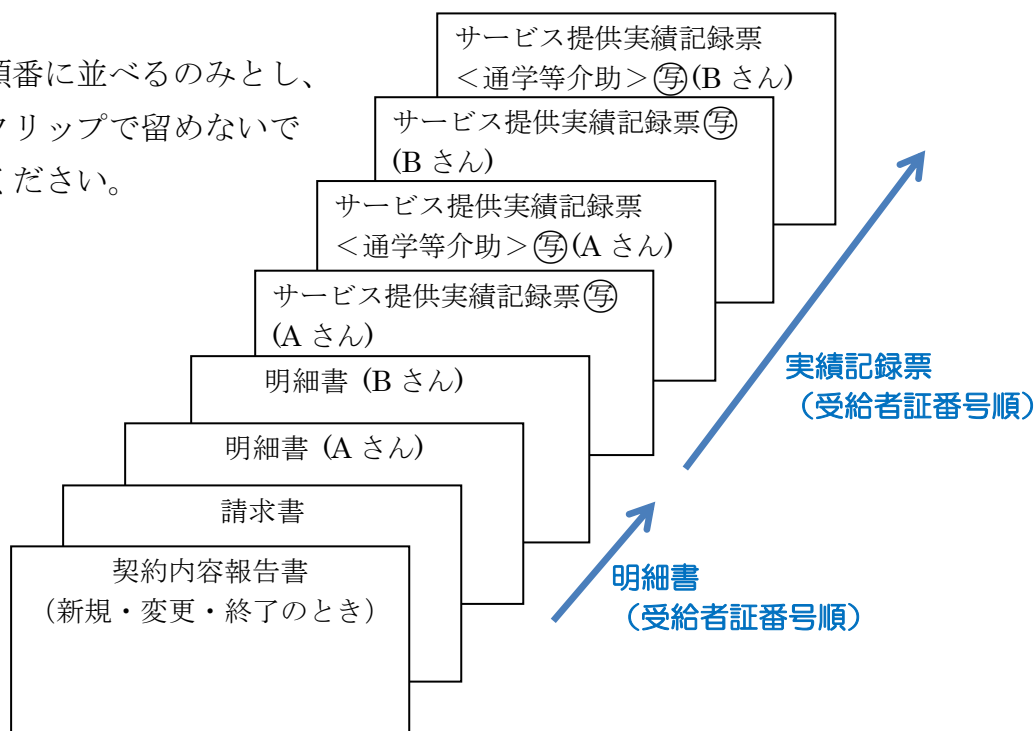 順番に並べるのみとし、
クリップで留めないで
ください。
サービス提供実績記録票
＜通学等介助＞㊢(B さん)
サービス提供実績記録票㊢
(B さん)
サービス提供実績記録票
＜通学等介助＞㊢(A さん)
サービス提供実績記録票㊢
(A さん)
明細書 (B さん)
明細書 (A さん)
請求書
契約内容報告書
（新規・変更・終了のとき）
実績記録票
（受給者証番号順）
明細書
（受給者証番号順）